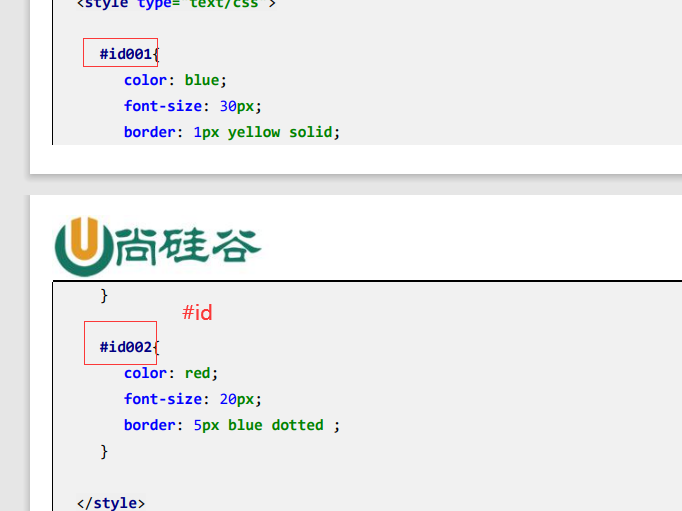 <style type="text/css">
#id001{
color: blue;
font-size: 30px;
border: 1px yellow solid;
尚硅谷
}
#id
#id002{
color: red;
font-size: 20px;
border: 5px blue dotted ;
}
</style>